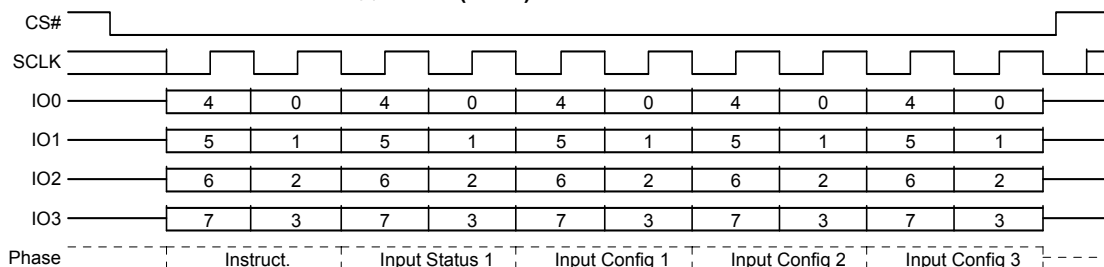 CS#
SCLK
IO0 4 0 4 0 4 0 4 0 4 0
IO1 5 1 5 1 5 1 5 1 5 1
IO2 6 2 6 2 6 2 6 2 6 2
IO3 7 3 7 3 7 3 7 3 7 3
Phase Instruct. Input Status 1 Input Config 1 Input Config 2 Input Config 3